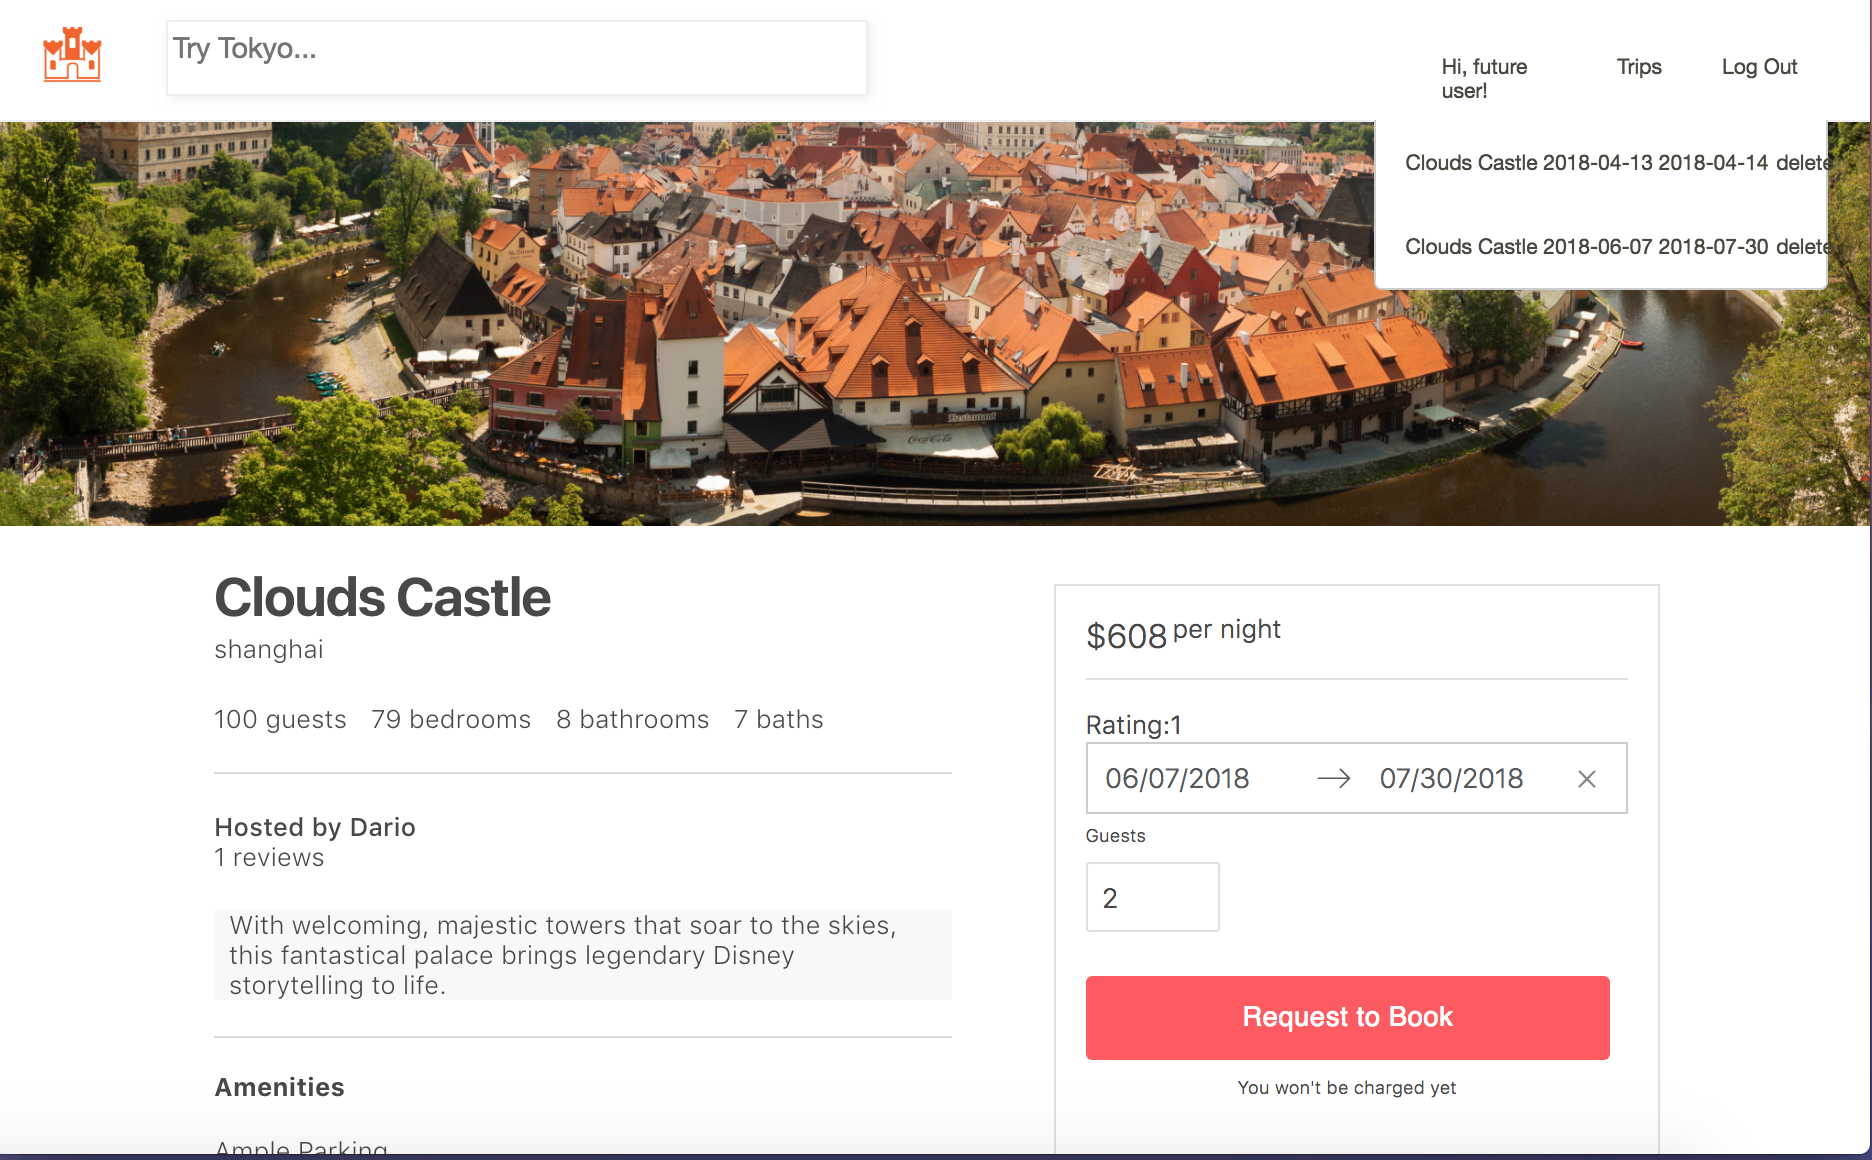 Try Tokyo...
Hi, future
user!
Trips
Log Out
Clouds Castle 2018-04-13 2018-04-14 delete
Clouds Castle 2018-06-07 2018-07-30 delete
Restaurant
Coca-Cola
Clouds Castle
shanghai
100 guests 79 bedrooms 8 bathrooms 7 baths
Hosted by Dario
1 reviews
With welcoming, majestic towers that soar to the skies,
this fantastical palace brings legendary Disney
storytelling to life.
Amenities
Ample Parking
$608 per night
Rating:1
06/07/2018 → 07/30/2018 ×
Guests
2
Request to Book
You won't be charged yet